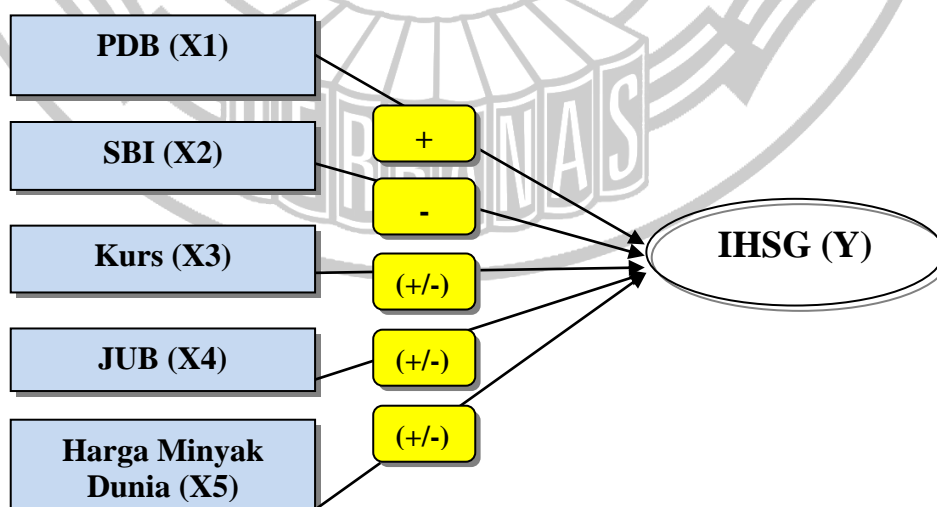 PDB (X1)
+
SBI (X2)
-
Kurs (X3)
(+/-)
JUB (X4)
(+/-)
Harga Minyak
Dunia (X5)
(+/-)
IHSG (Y)